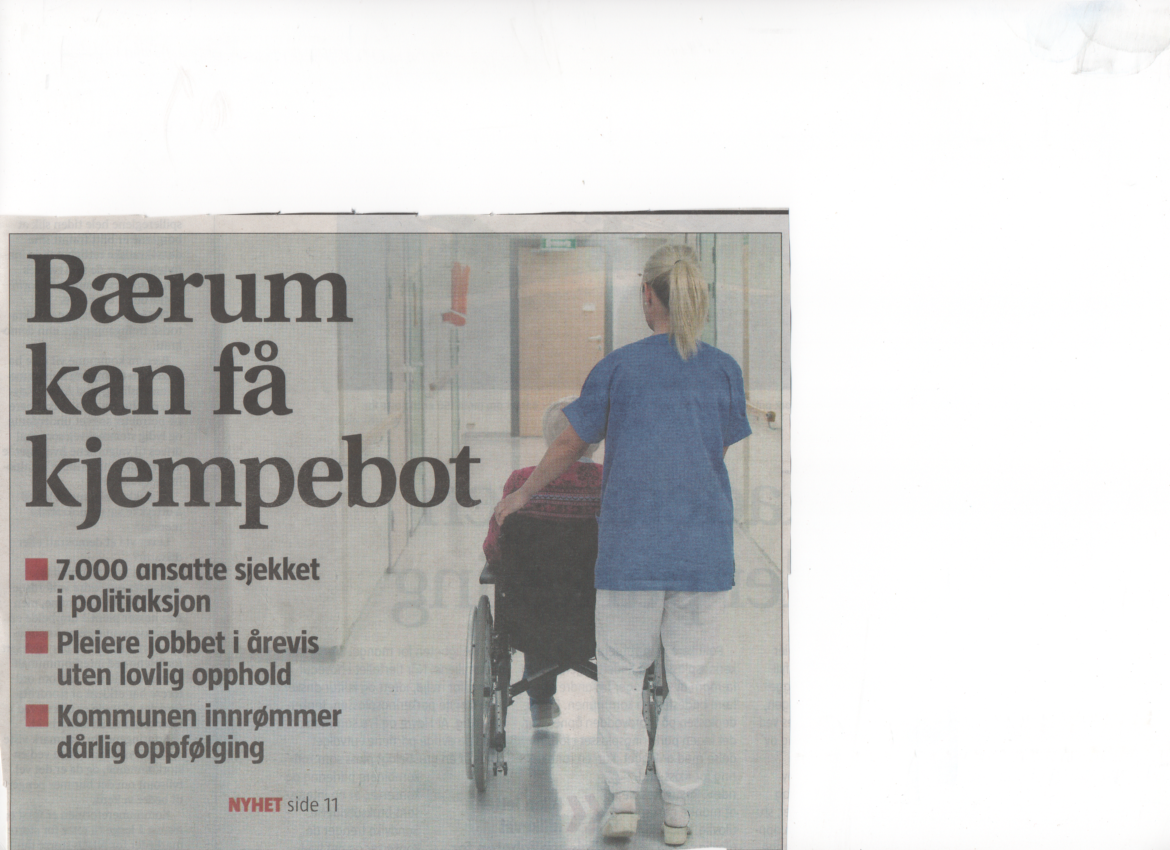 Bærum
kan få
kjempebot
7.000 ansatte sjekket
i politiaksjon
Pleiere jobbet i årevis
uten lovlig opphold
Kommunen innrømmer
dårlig oppfølging
NYHET side 11